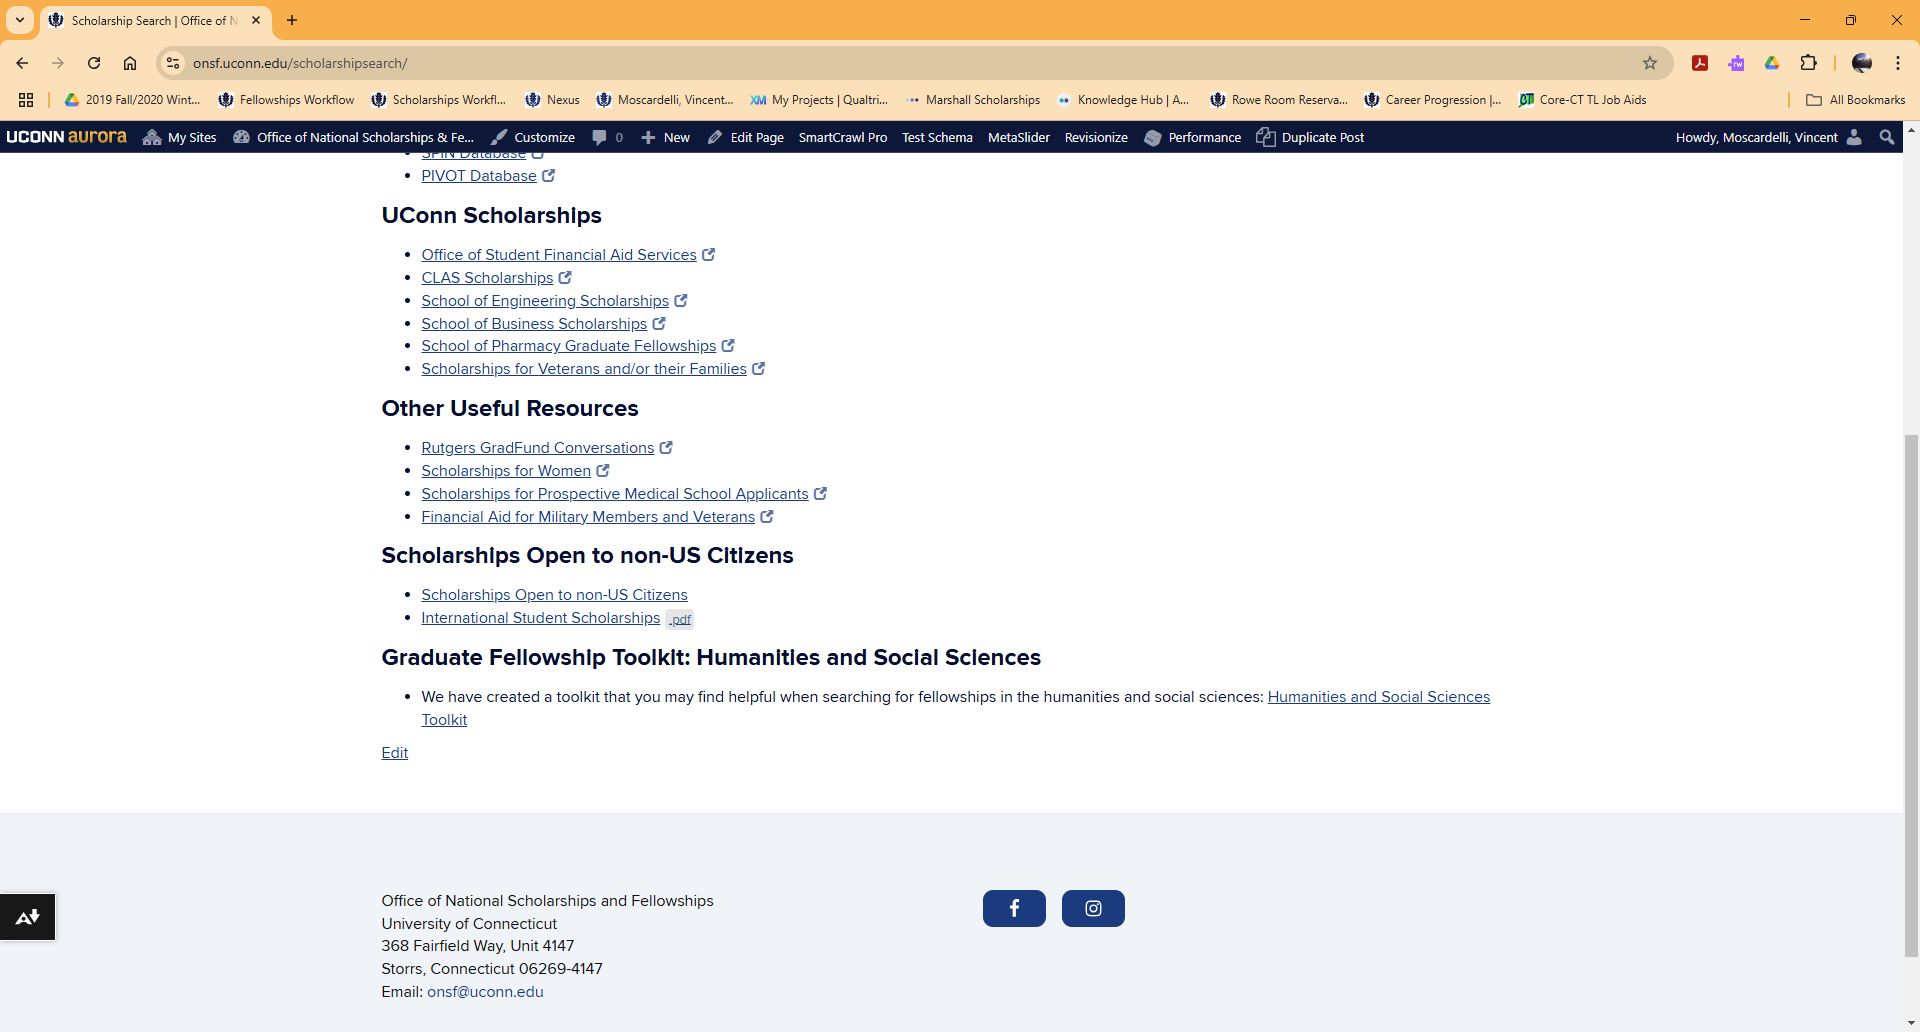 Scholarship Search | Office of N
onsf.uconn.edu/scholarshipsearch/
2019 Fall/2020 Wint... Fellowships Workflow Scholarships Workfl... Nexus Moscardelli, Vincent... XM My Projects | Qualtri... Marshall Scholarships Knowledge Hub | A... Rowe Room Reserva... Career Progression |... Core-CT TL Job Aids All Bookmarks
UCONN aurora My Sites Office of National Scholarships & Fe... Customize 0 New Edit Page SmartCrawl Pro Test Schema MetaSlider Revisionize Performance Duplicate Post Howdy, Moscardelli, Vincent
SPIN Database
PIVOT Database
UConn Scholarships
Office of Student Financial Aid Services
CLAS Scholarships
School of Engineering Scholarships
School of Business Scholarships
School of Pharmacy Graduate Fellowships
Scholarships for Veterans and/or their Families
Other Useful Resources
Rutgers GradFund Conversations
Scholarships for Women
Scholarships for Prospective Medical School Applicants
Financial Aid for Military Members and Veterans
Scholarships Open to non-US Citizens
Scholarships Open to non-US Citizens
International Student Scholarships .pdf
Graduate Fellowship Toolkit: Humanities and Social Sciences
We have created a toolkit that you may find helpful when searching for fellowships in the humanities and social sciences: Humanities and Social Sciences
Toolkit
Edit
Office of National Scholarships and Fellowships
University of Connecticut
368 Fairfield Way, Unit 4147
Storrs, Connecticut 06269-4147
Email: onsf@uconn.edu